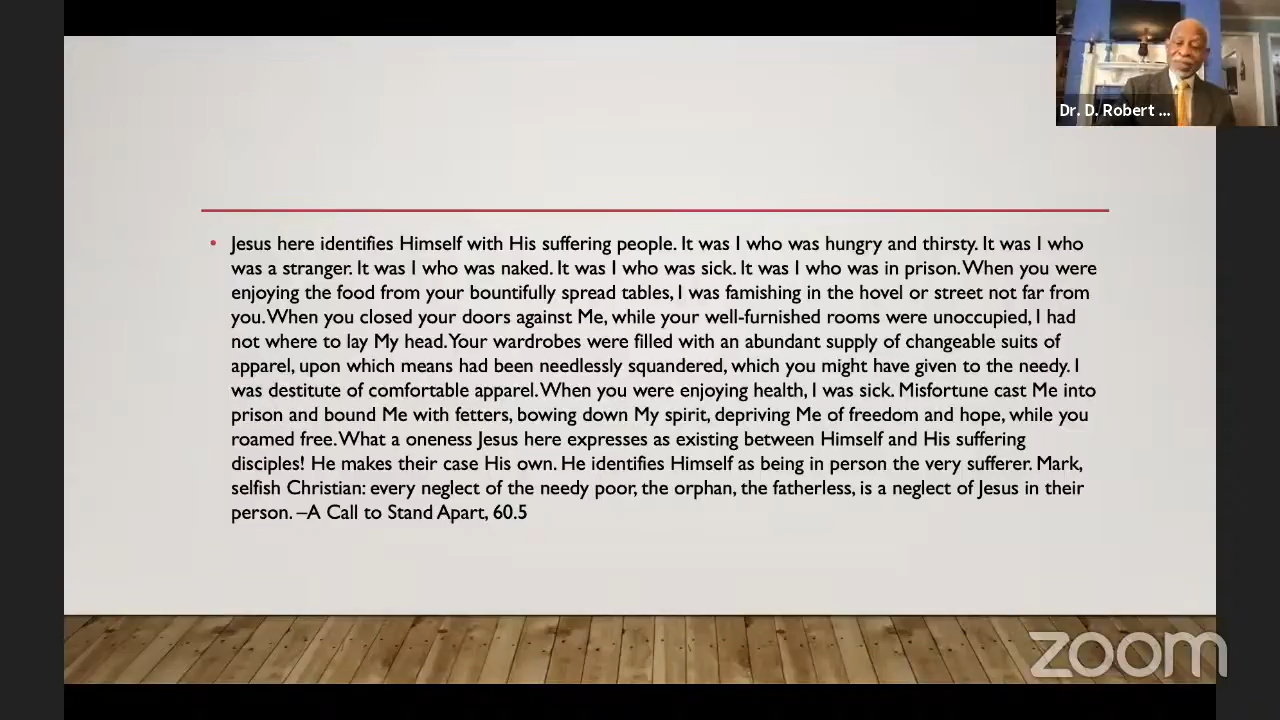 Dr. D. Robert ...
• Jesus here identifies Himself with His suffering people. It was I who was hungry and thirsty. It was I who
was a stranger. It was I who was naked. It was I who was sick. It was I who was in prison. When you were
enjoying the food from your bountifully spread tables, I was famishing in the hovel or street not far from
you. When you closed your doors against Me, while your well-furnished rooms were unoccupied, I had
not where to lay My head. Your wardrobes were filled with an abundant supply of changeable suits of
apparel, upon which means had been needlessly squandered, which you might have given to the needy. I
was destitute of comfortable apparel. When you were enjoying health, I was sick. Misfortune cast Me into
prison and bound Me with fetters, bowing down My spirit, depriving Me of freedom and hope, while you
roamed free. What a oneness Jesus here expresses as existing between Himself and His suffering
disciples! He makes their case His own. He identifies Himself as being in person the very sufferer. Mark,
selfish Christian: every neglect of the needy poor, the orphan, the fatherless, is a neglect of Jesus in their
person. –A Call to Stand Apart, 60.5
zoom